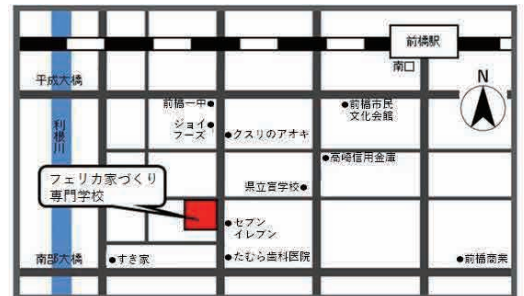 前橋駅
南口
N
平成大橋
前橋一中
前橋市民
文化会館
利根川
ジョイ
フーズ
クスリのアオキ
高崎信用金庫
フェリカ家づくり
専門学校
県立盲学校
セブン
イレブン
南部大橋
すき家
たむら歯科医院
前橋商業